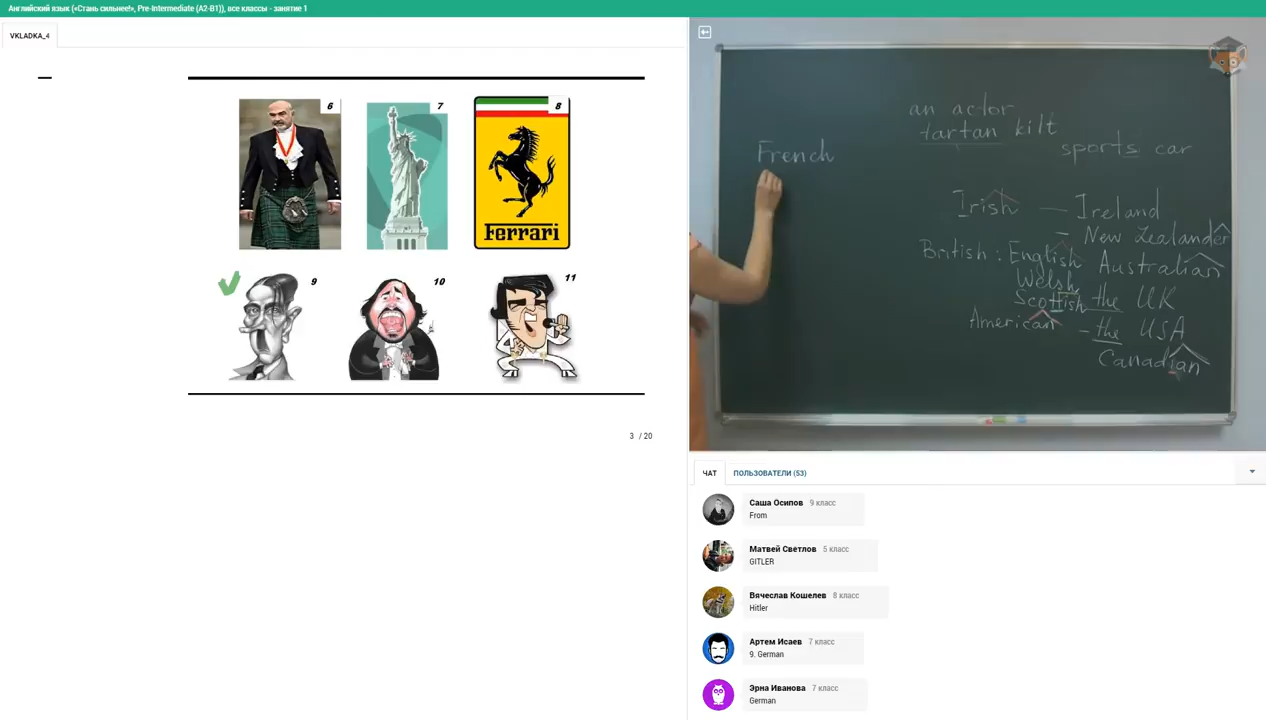 Английский язык («Стань сильнее!», Pre-Intermediate (A2-B1)), все классы - занятие 1
VKLADKA_4
6
7
8
Ferrari
9
10
11
3 / 20
an actor
tartan kilt
French
sports car
Irish — Ireland
- New Zealander
British : English Australian
Welsh
Scottish the UK
American - the USA
Canadian
ЧАТ
ПОЛЬЗОВАТЕЛИ (53)
Саша Осипов 9 класс
From
Матвей Светлов 5 класс
GITLER
Вячеслав Кошелев 8 класс
Hitler
Артем Исаев 7 класс
9. German
Эрна Иванова 7 класс
German